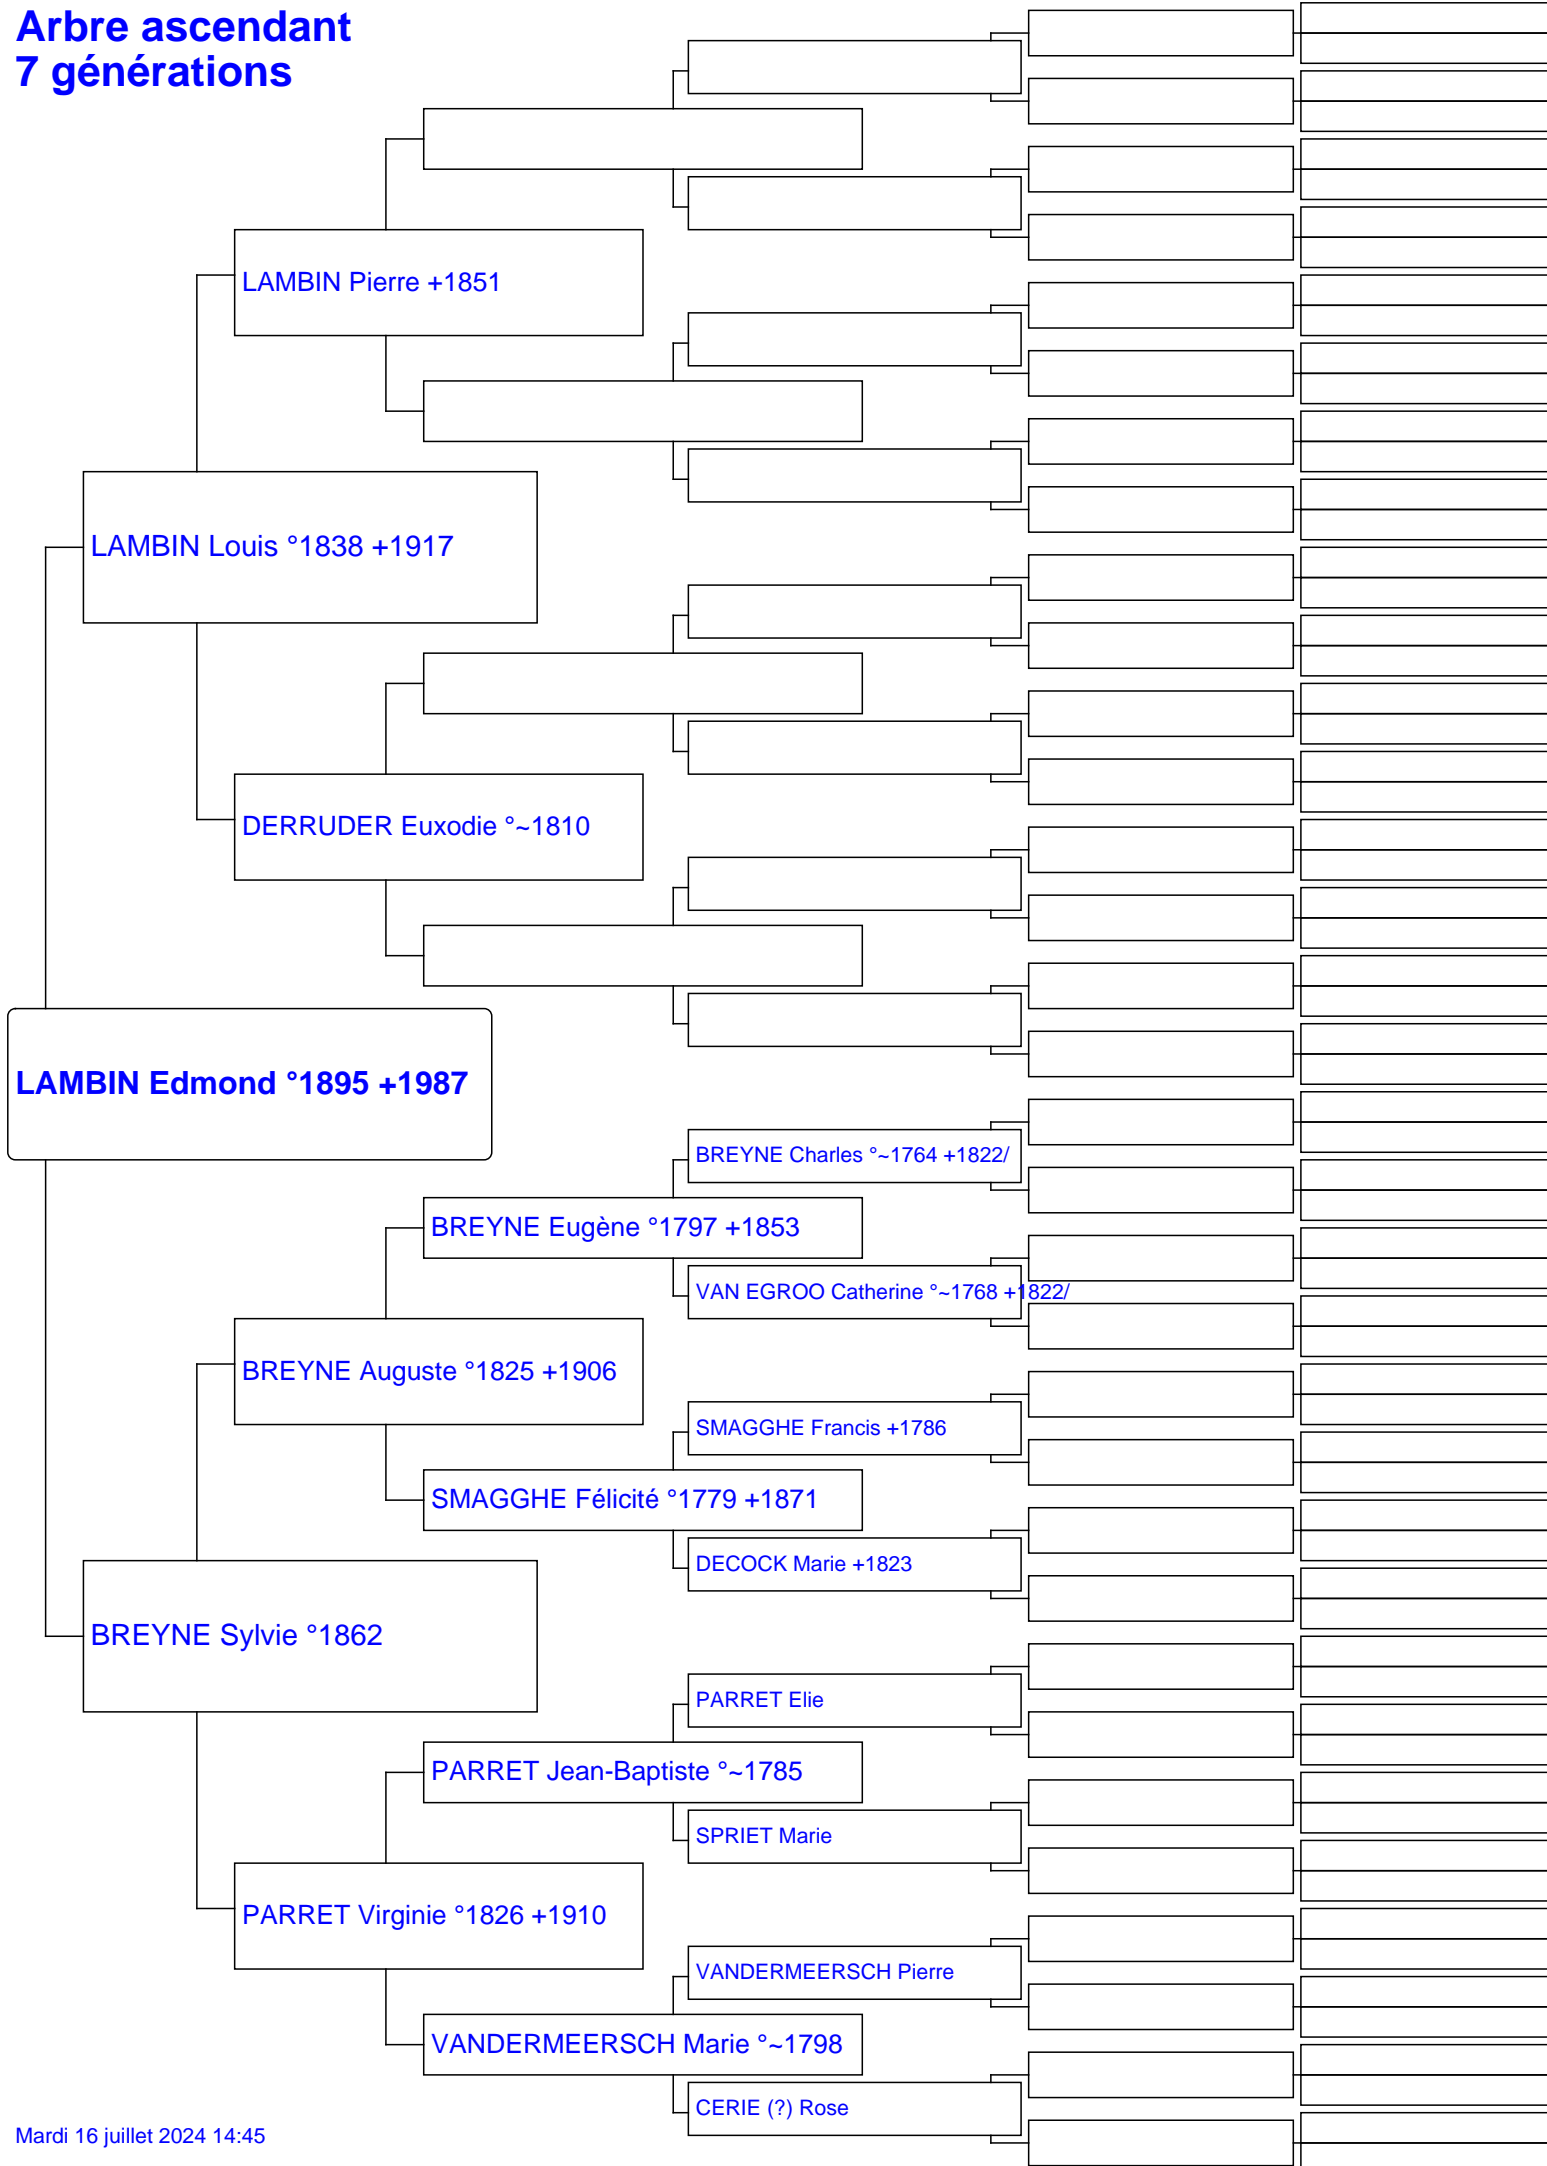 Arbre ascendant
7 générations
LAMBIN Pierre +1851
LAMBIN Louis °1838 +1917
DERRUDER Euxodie °~1810
LAMBIN Edmond °1895 +1987
BREYNE Charles °~1764 +1822/
BREYNE Eugène °1797 +1853
VAN EGROO Catherine °~1768 +1822/
BREYNE Auguste °1825 +1906
SMAGGHE Francis +1786
SMAGGHE Félicité °1779 +1871
DECOCK Marie +1823
BREYNE Sylvie °1862
PARRET Elie
PARRET Jean-Baptiste °~1785
SPRIET Marie
PARRET Virginie °1826 +1910
VANDERMEERSCH Pierre
VANDERMEERSCH Marie °~1798
CERIE (?) Rose
Mardi 16 juillet 2024 14:45